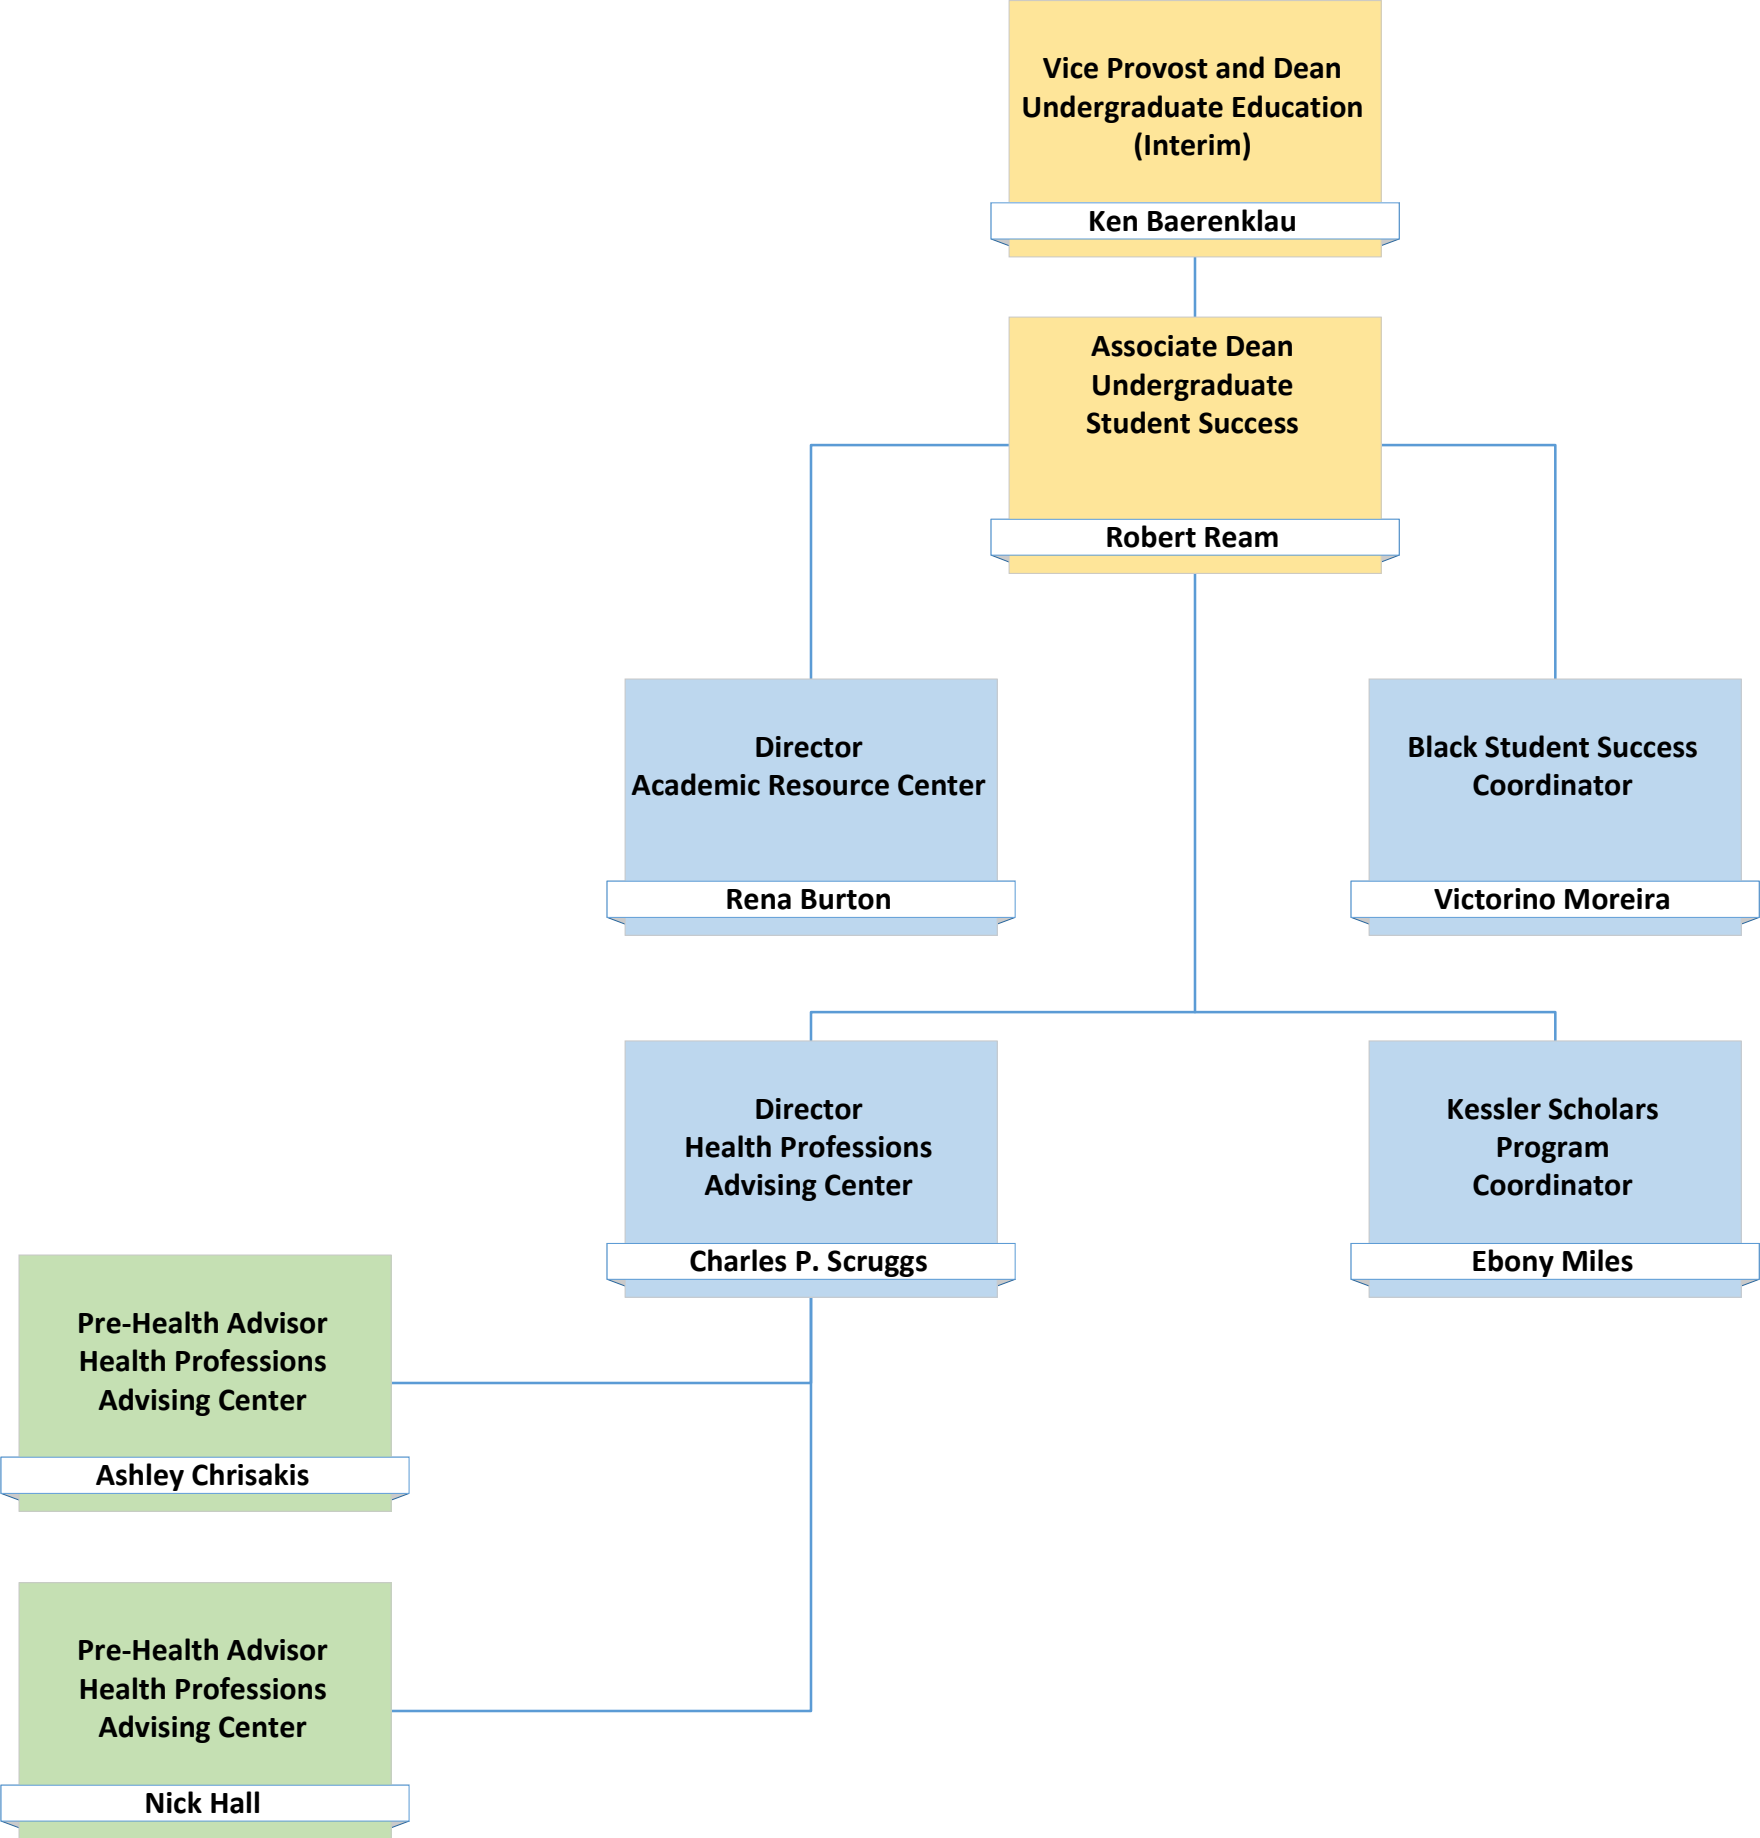 Vice Provost and Dean
Undergraduate Education
(Interim)
Ken Baerenklau
Associate Dean
Undergraduate
Student Success
Robert Ream
Director
Academic Resource Center
Rena Burton
Black Student Success
Coordinator
Victorino Moreira
Director
Health Professions
Advising Center
Charles P. Scruggs
Kessler Scholars
Program
Coordinator
Ebony Miles
Pre-Health Advisor
Health Professions
Advising Center
Ashley Chrisakis
Pre-Health Advisor
Health Professions
Advising Center
Nick Hall